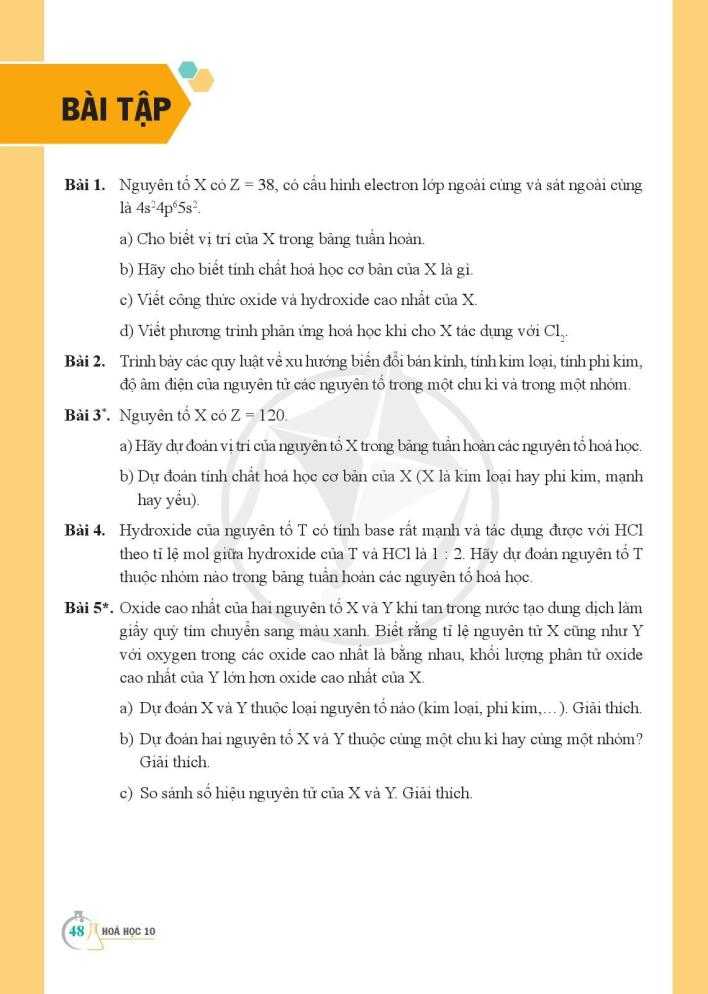 BÀI TẬP
Bài 1. Nguyên tố X có Z = 38, có cấu hình electron lớp ngoài cùng và sát ngoài cùng
là 4s²4p⁶5s².
a) Cho biết vị trí của X trong bảng tuần hoàn.
b) Hãy cho biết tính chất hoá học cơ bản của X là gì.
c) Viết công thức oxide và hydroxide cao nhất của X.
d) Viết phương trình phản ứng hoá học khi cho X tác dụng với Cl₂.
Bài 2. Trình bày các quy luật về xu hướng biến đổi bán kính, tính kim loại, tính phi kim,
độ âm điện của nguyên tử các nguyên tố trong một chu kì và trong một nhóm.
Bài 3*. Nguyên tố X có Z = 120.
a) Hãy dự đoán vị trí của nguyên tố X trong bảng tuần hoàn các nguyên tố hoá học.
b) Dự đoán tính chất hoá học cơ bản của X (X là kim loại hay phi kim, mạnh
hay yếu).
Bài 4. Hydroxide của nguyên tố T có tính base rất mạnh và tác dụng được với HCl
theo tỉ lệ mol giữa hydroxide của T và HCl là 1 : 2. Hãy dự đoán nguyên tố T
thuộc nhóm nào trong bảng tuần hoàn các nguyên tố hoá học.
Bài 5*. Oxide cao nhất của hai nguyên tố X và Y khi tan trong nước tạo dung dịch làm
giấy quỳ tím chuyển sang màu xanh. Biết rằng tỉ lệ nguyên tử X cũng như Y
với oxygen trong các oxide cao nhất là bằng nhau, khối lượng phân tử oxide
cao nhất của Y lớn hơn oxide cao nhất của X.
a) Dự đoán X và Y thuộc loại nguyên tố nào (kim loại, phi kim,…). Giải thích.
b) Dự đoán hai nguyên tố X và Y thuộc cùng một chu kì hay cùng một nhóm?
Giải thích.
c) So sánh số hiệu nguyên tử của X và Y. Giải thích.
48 HOÁ HỌC 10